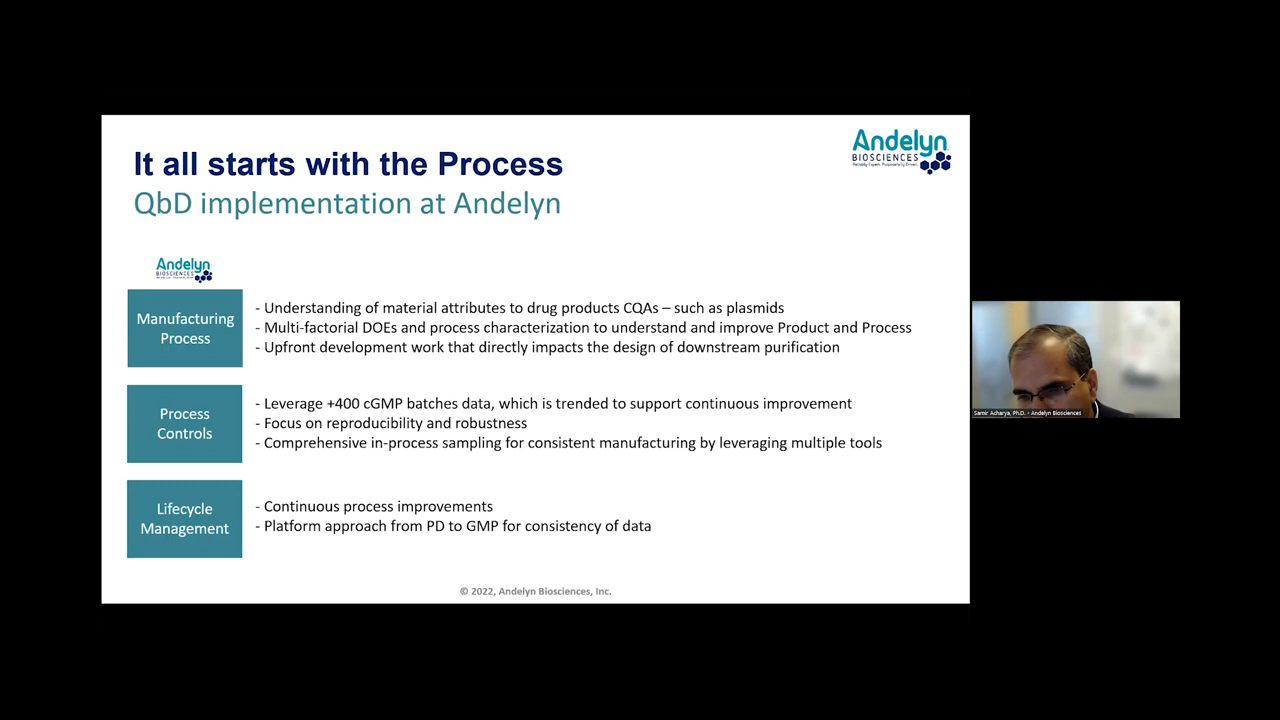 Andelyn
BIOSCIENCES
Reliably Expert. Purposefully Driven.
It all starts with the Process
QbD implementation at Andelyn
Andelyn
BIOSCIENCES
Manufacturing
Process
- Understanding of material attributes to drug products CQAs – such as plasmids
- Multi-factorial DOEs and process characterization to understand and improve Product and Process
- Upfront development work that directly impacts the design of downstream purification
Process
Controls
- Leverage +400 cGMP batches data, which is trended to support continuous improvement
- Focus on reproducibility and robustness
- Comprehensive in-process sampling for consistent manufacturing by leveraging multiple tools
Lifecycle
Management
- Continuous process improvements
- Platform approach from PD to GMP for consistency of data
© 2022, Andelyn Biosciences, Inc.
Samir Acharya, Ph.D. - Andelyn Biosciences